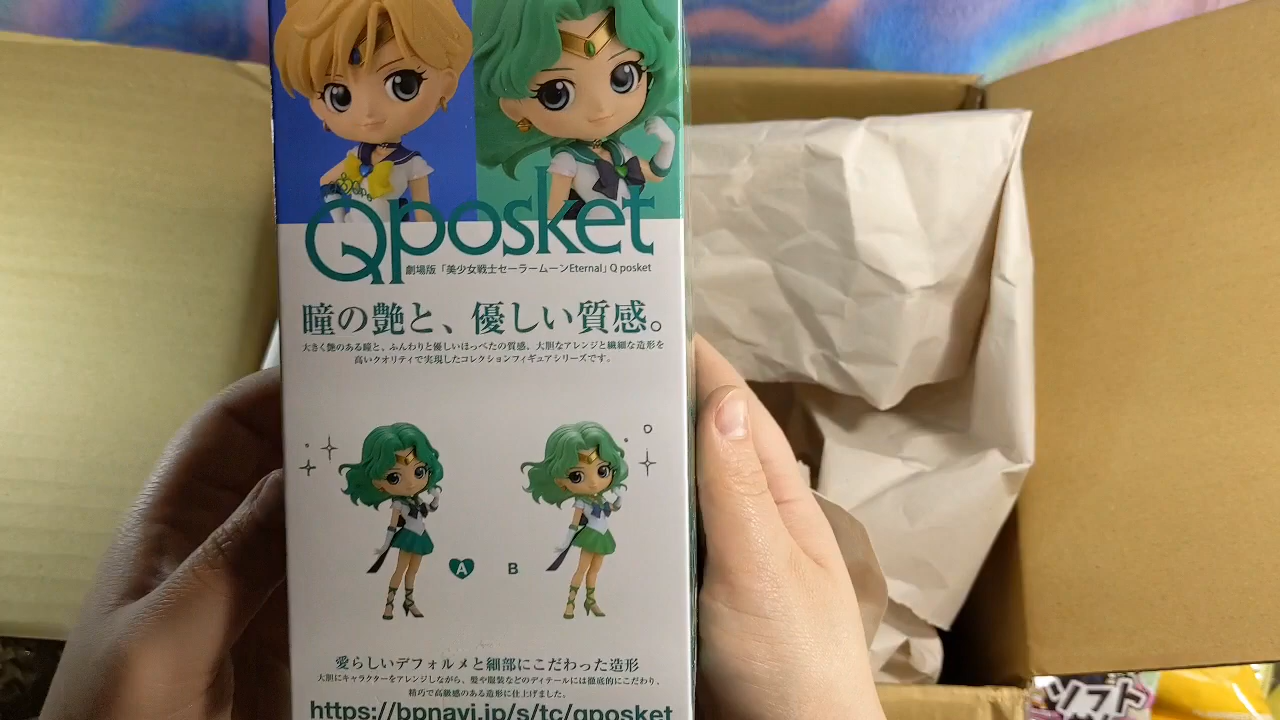 Qposket
劇場版「美少女戦士セーラームーンEternal」Q posket
瞳の艶と、優しい質感。
大きく艶のある瞳と、ふんわりと優しいほっぺたの質感、大胆なアレンジと繊細な造形を
高いクオリティで実現したコレクションフィギュアシリーズです。
A B
愛らしいデフォルメと細部にこだわった造形
大胆にキャラクターをアレンジしながら、髪や服装などのディテールには徹底的にこだわり、
精巧で高級感のある造形に仕上げました。
https://bpnavi.jp/s/tc/qposket
ソフト